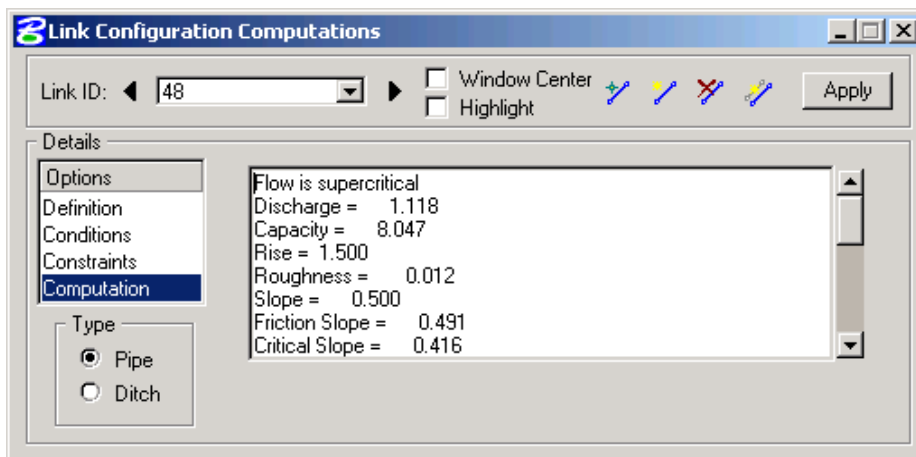 Link Configuration Computations
Link ID: 48 Window Center Apply
Highlight
Details
Options
Definition
Conditions
Constraints
Computation
Flow is supercritical
Discharge = 1.118
Capacity = 8.047
Rise = 1.500
Roughness = 0.012
Slope = 0.500
Friction Slope = 0.491
Critical Slope = 0.416
Type
Pipe
Ditch